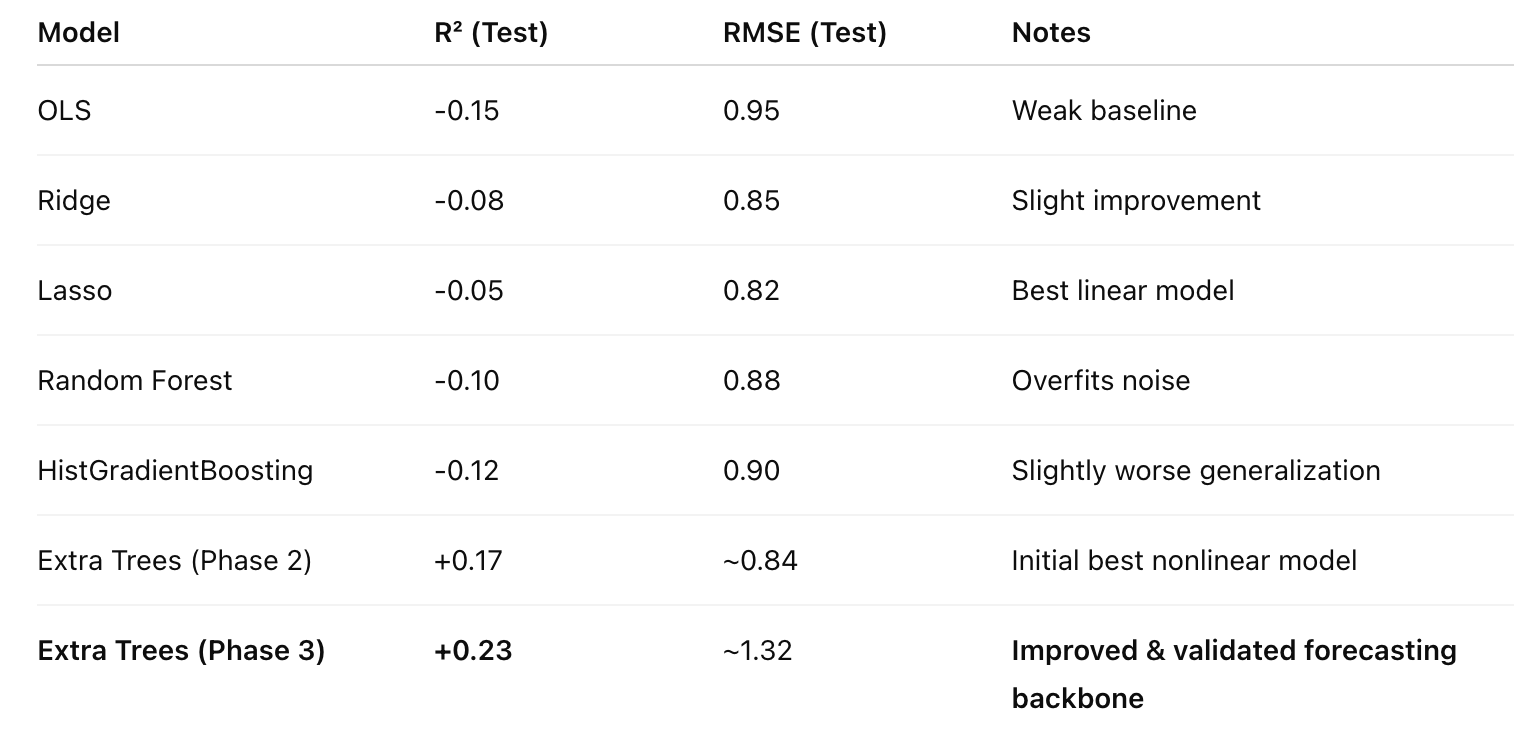 Model R² (Test) RMSE (Test) Notes
OLS -0.15 0.95 Weak baseline
Ridge -0.08 0.85 Slight improvement
Lasso -0.05 0.82 Best linear model
Random Forest -0.10 0.88 Overfits noise
HistGradientBoosting -0.12 0.90 Slightly worse generalization
Extra Trees (Phase 2) +0.17 ~0.84 Initial best nonlinear model
Extra Trees (Phase 3) +0.23 ~1.32 Improved & validated forecasting
backbone